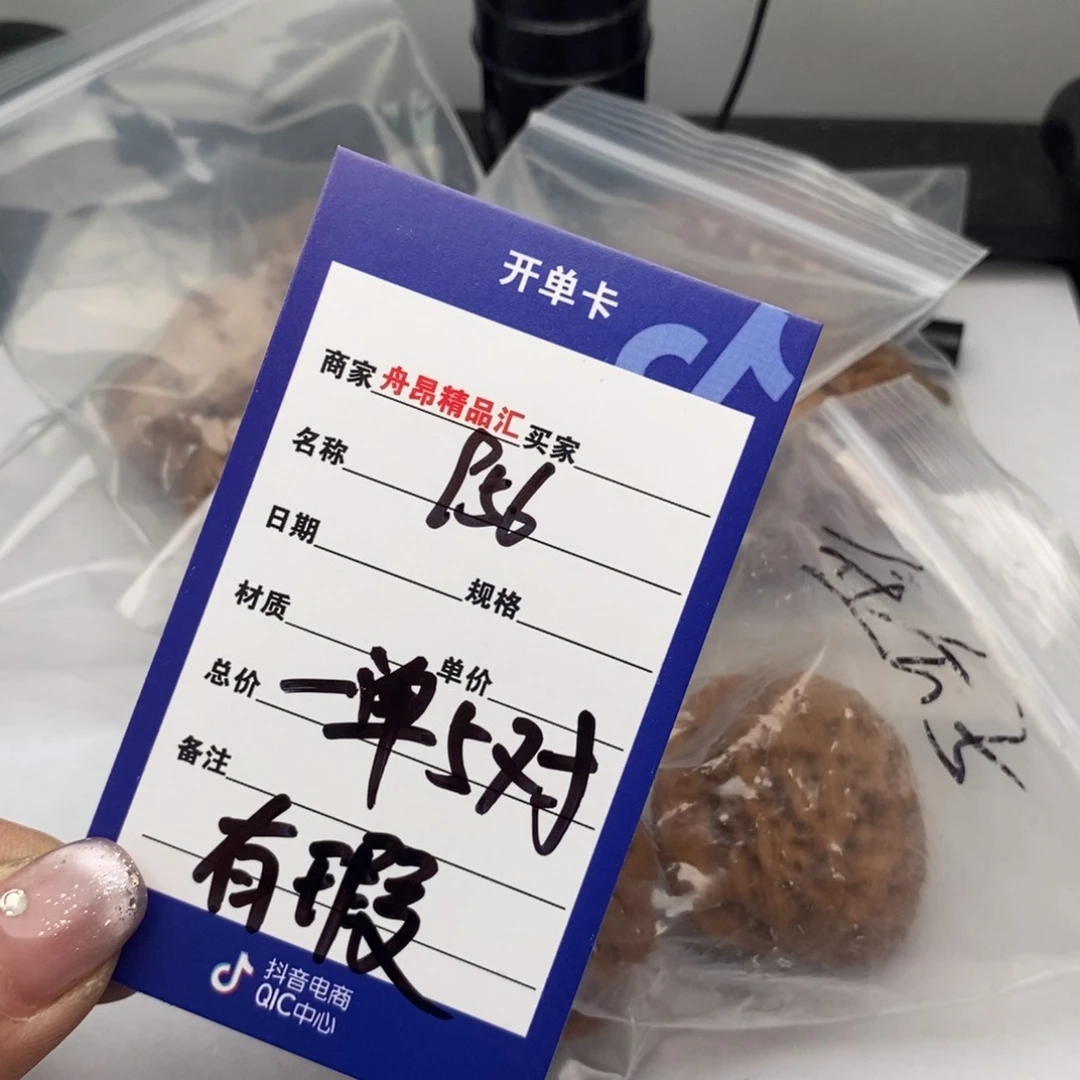 开单卡
商家 舟昂精品汇 买家
名称 P56
日期 规格
材质 单价
总价 一单5对
备注
有瑕
抖音电商
QIC中心